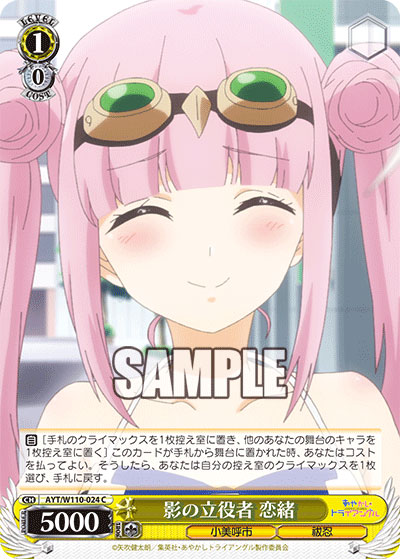 LEVEL
1
0
COST
SAMPLE
自 [手札のクライマックスを1枚控え室に置き、他のあなたの舞台のキャラを
1枚控え室に置く] このカードが手札から舞台に置かれた時、あなたはコスト
を払ってよい。そうしたら、あなたは自分の控え室のクライマックスを1枚
選び、手札に戻す。
CH AYT/W110-024 C
影の立役者 恋緒
5000
小美呼市
祓忍
あやかし
トライアングル
©矢吹健太朗/集英社・あやかしトライアングル製作委員会